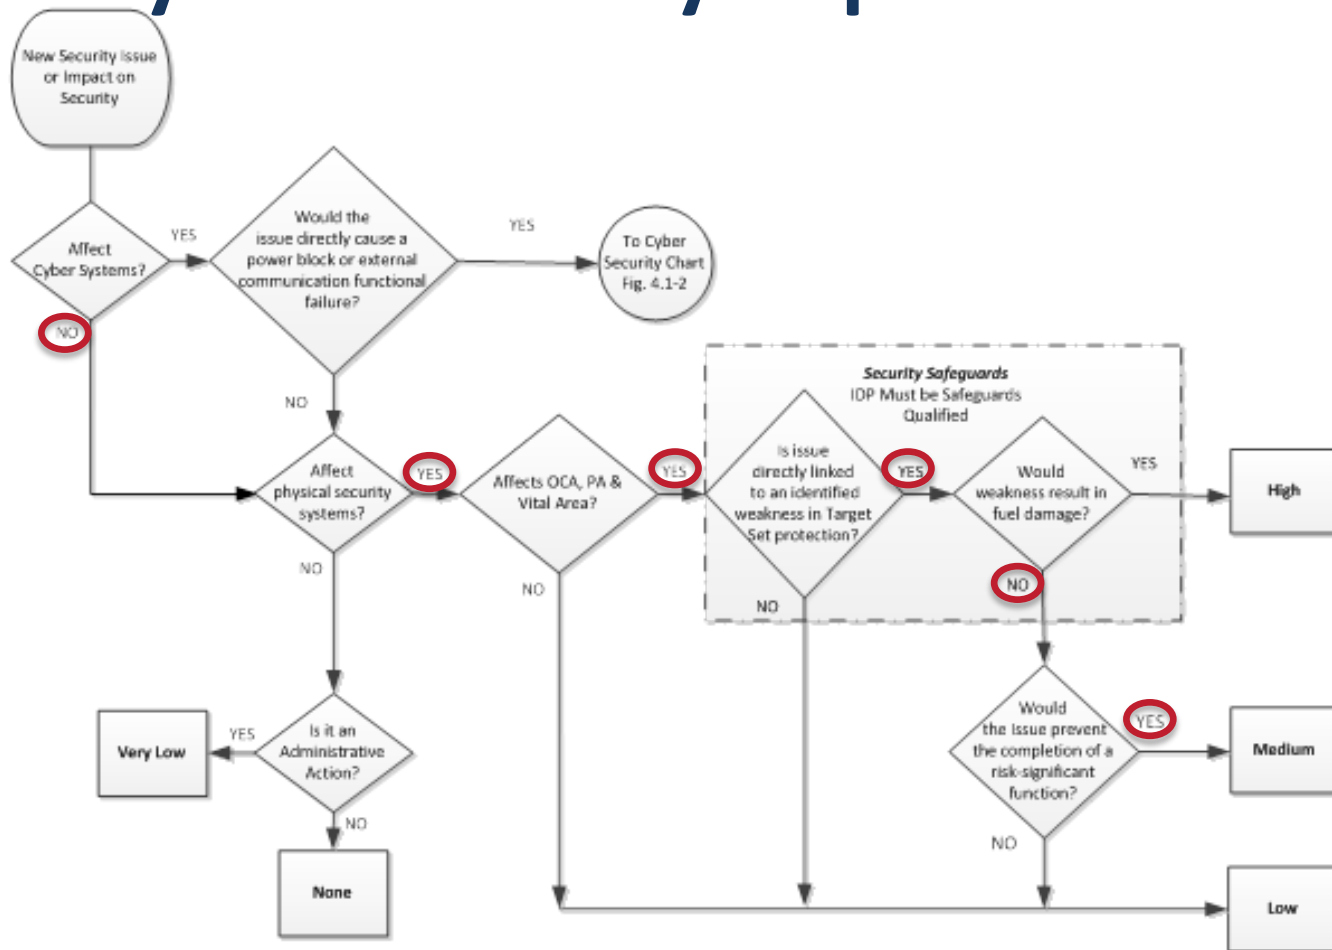 New Security Issue
or Impact on
Security
Affect
Cyber Systems?
YES
NO
Would the
issue directly cause a
power block or external
communication functional
failure?
YES
To Cyber
Security Chart
Fig. 4.1-2
NO
Affect
physical security
systems?
YES
NO
Affects OCA, PA &
Vital Area?
YES
NO
Security Safeguards
IDP Must be Safeguards
Qualified
Is issue
directly linked
to an identified
weakness in Target
Set protection?
YES
NO
Would
weakness result in
fuel damage?
YES
NO
High
Would
the issue prevent
the completion of a
risk-significant
function?
YES
NO
Medium
Low
Is it an
Administrative
Action?
YES
NO
Very Low
None